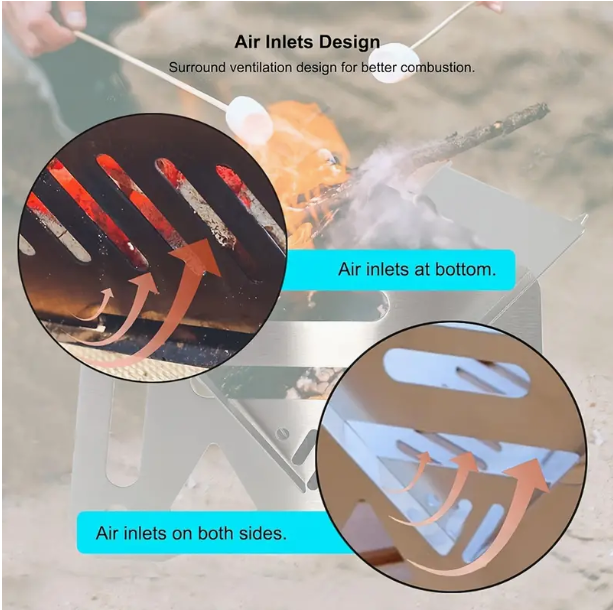 Air Inlets Design
Surround ventilation design for better combustion.
Air inlets at bottom.
Air inlets on both sides.